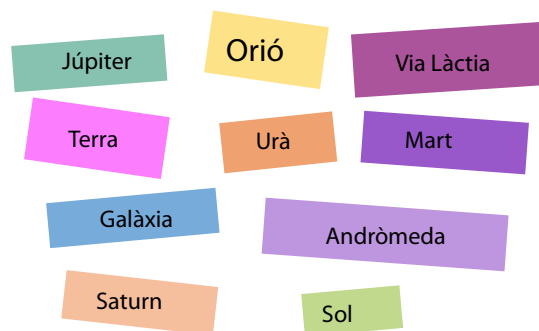 Júpiter
Orió
Via Làctia
Terra
Urà
Mart
Galàxia
Andròmeda
Saturn
Sol